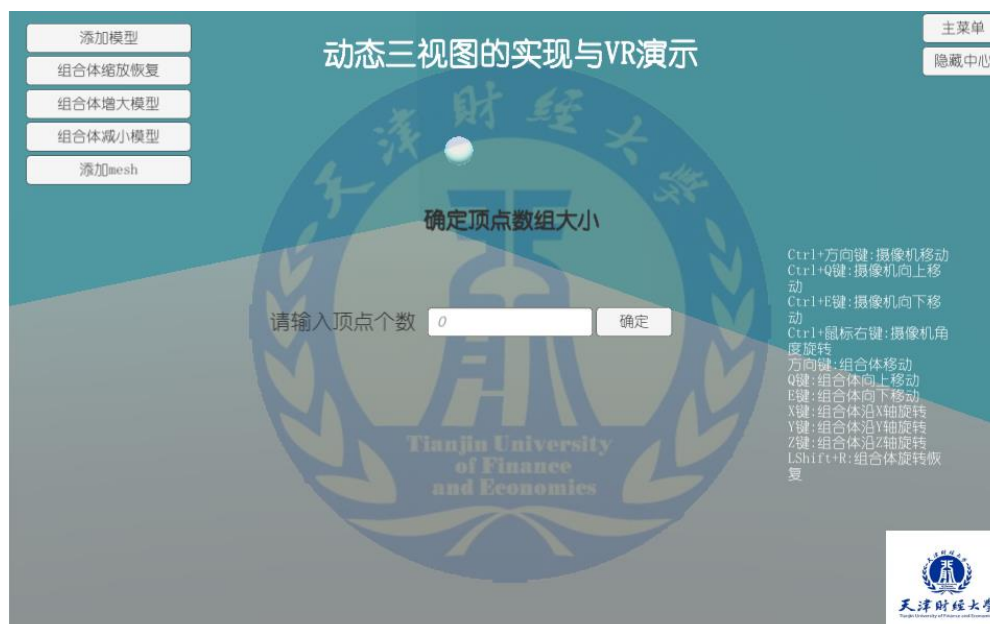 添加模型
组合体缩放恢复
组合体增大模型
组合体减小模型
添加mesh
动态三视图的实现与VR演示
主菜单
隐藏中心
天津财经大学
确定顶点数组大小
请输入顶点个数
0
确定
Ctrl+方向键:摄像机移动
Ctrl+Q键:摄像机向上移
动
Ctrl+E键:摄像机向下移
动
Ctrl+鼠标右键:摄像机角
度旋转
方向键:组合体移动
Q键:组合体向上移动
E键:组合体向下移动
X键:组合体沿X轴旋转
Y键:组合体沿Y轴旋转
Z键:组合体沿Z轴旋转
LShift+R:组合体旋转恢
复
Tianjin University
of Finance
and Economics
天津财经大学